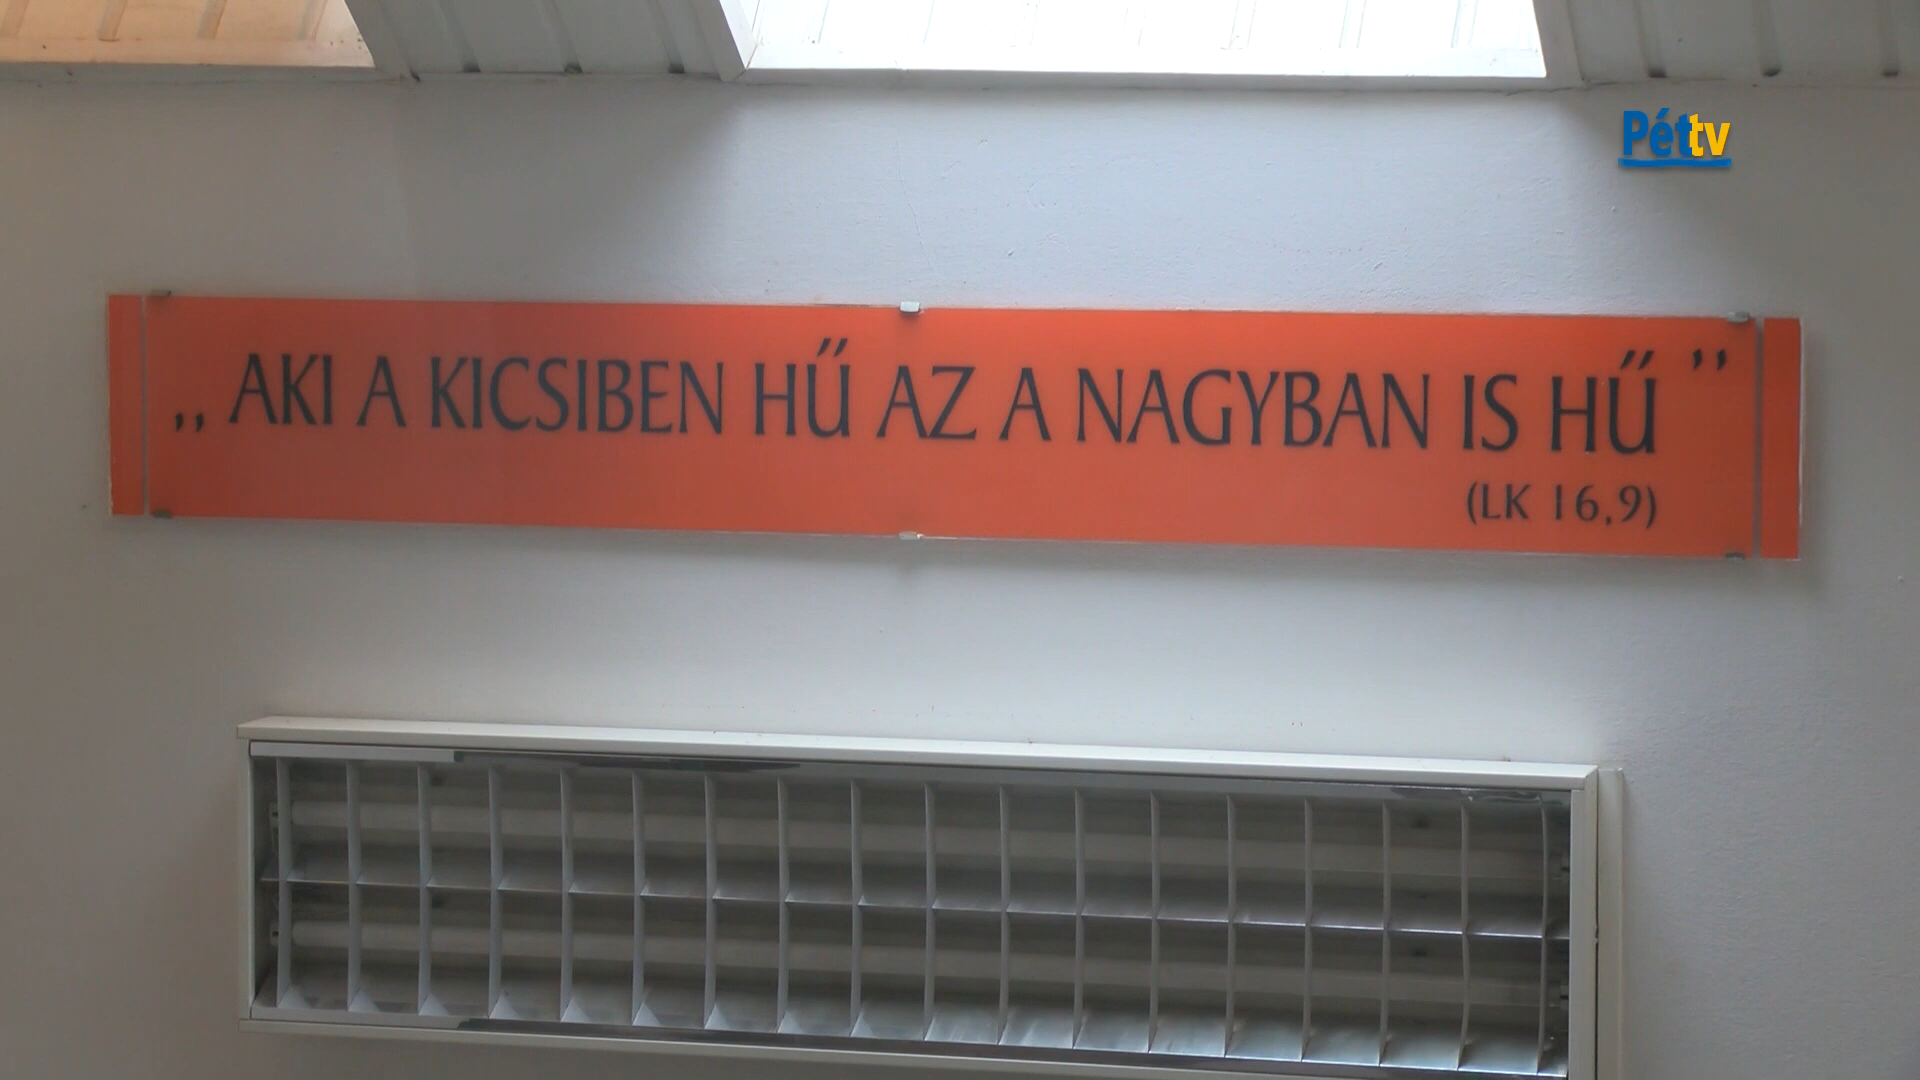 Péttv
,, AKI A KICSIBEN HŰ AZ A NAGYBAN IS HŰ ’’
(LK 16,9)